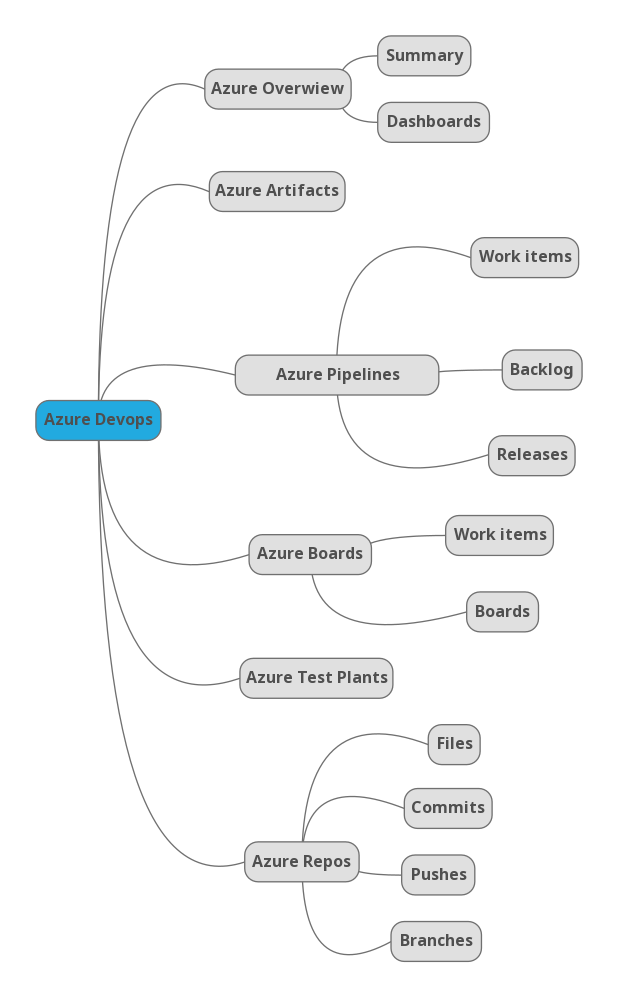 Summary
Azure Overwiew
Dashboards
Azure Artifacts
Work items
Azure Pipelines
Backlog
Azure Devops
Releases
Work items
Azure Boards
Boards
Azure Test Plants
Files
Commits
Azure Repos
Pushes
Branches